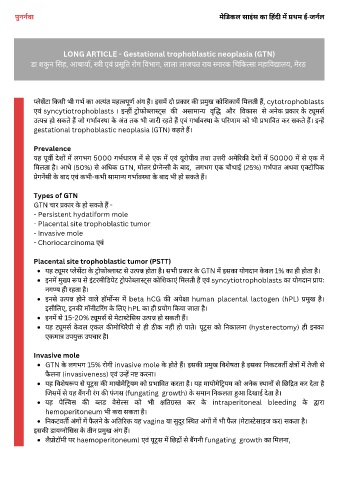 पुनर्नवा
मेडिकल साइंस का हिंदी में प्रथम ई-जर्नल
LONG ARTICLE - Gestational trophoblastic neoplasia (GTN)
डा शकुन सिंह, आचार्या, स्त्री एवं प्रसूति रोग विभाग, लाला लाजपत राय स्मारक चिकित्सा महाविद्यालय, मेरठ
प्लेसेंटा किसी भी गर्भ का अत्यंत महत्वपूर्ण अंग है। इसमें दो प्रकार की प्रमुख कोशिकायें मिलती हैं, cytotrophoblasts
एवं syncytiotrophoblasts । इन्हीं ट्रोफोब्लास्ट्स की असामान्य वृद्धि और विकास से अनेक प्रकार के ट्यूमर्स
उत्पन्न हो सकते हैं जो गर्भावस्था के अंत तक भी जारी रहते हैं एवं गर्भावस्था के परिणाम को भी प्रभावित कर सकते हैं। इन्हें
gestational trophoblastic neoplasia (GTN) कहते हैं।
Prevalence
यह पूर्वी देशों में लगभग 5000 गर्भधारण में से एक में एवं यूरोपीय तथा उत्तरी अमेरिकी देशों में 50000 में से एक में
मिलता है। आधे (50%) से अधिक GTN, मोलर प्रेगनेन्सी के बाद, लगभग एक चौथाई (25%) गर्भपात अथवा एक्टोपिक
प्रेगनेंसी के बाद एवं कभी-कभी सामान्य गर्भावस्था के बाद भी हो सकते हैं।
Types of GTN
GTN चार प्रकार के हो सकते हैं -
- Persistent hydatiform mole
- Placental site trophoblastic tumor
- Invasive mole
- Choriocarcinoma एवं
Placental site trophoblastic tumor (PSTT)
• यह ट्यूमर प्लेसेंटा के ट्रोफोब्लास्ट से उत्पन्न होता है। सभी प्रकार के GTN में इसका योगदान केवल 1% का ही होता है।
• इनमें मुख्य रूप से इंटरमीडियेट ट्रोफोब्लास्ट्स कोशिकाएं मिलती हैं एवं syncytiotrophoblasts का योगदान प्राय:
नगण्य ही रहता है।
• इनसे उत्पन्न होने वाले हॉर्मोन्स में beta hCG की अपेक्षा human placental lactogen (hPL) प्रमुख है।
इसीलिए, इनकी मॉनीटरिंग के लिए hPL का ही प्रयोग किया जाता है।
• इनमें से 15-20% ट्यूमर्स से मेटास्टेसिस उत्पन्न हो सकती हैं।
• यह ट्यूमर्स केवल एकल कीमोथिरैपी से ही ठीक नहीं हो पाते। यूट्रस को निकालना (hysterectomy) ही इनका
एकमात्र उपयुक्त उपचार है।
Invasive mole
• GTN के लगभग 15% रोगी invasive mole के होते हैं। इसकी प्रमुख विशेषता है इसका निकटवर्ती क्षेत्रों में तेजी से
फैलना (invasiveness) एवं उन्हें नष्ट करना।
• यह विशेषरूप से यूट्रस की मायोमेट्रियम को प्रभावित करता है। यह मायोमेट्रियम को अनेक स्थानों से छिद्रित कर देता है
जिसमें से यह बैंगनी रंग की फंगस (fungating growth) के समान निकलता हुआ दिखाई देता है।
• यह पेल्विस की ब्लड वेसेल्स को भी क्षतिग्रस्त कर के intraperitoneal bleeding के द्वारा
hemoperitoneum भी करा सकता है।
• निकटवर्ती अंगों में फैलने के अतिरिक्त यह vagina या सुदूर स्थित अंगों में भी फैल (मेटास्टेसाइज कर) सकता है।
इसकी डायग्नोसिस के तीन प्रमुख अंग हैं।
• लैप्रोटॉमी पर haemoperitoneum। एवं यूट्रस में छिद्रों से बैंगनी fungating growth का मिलना,